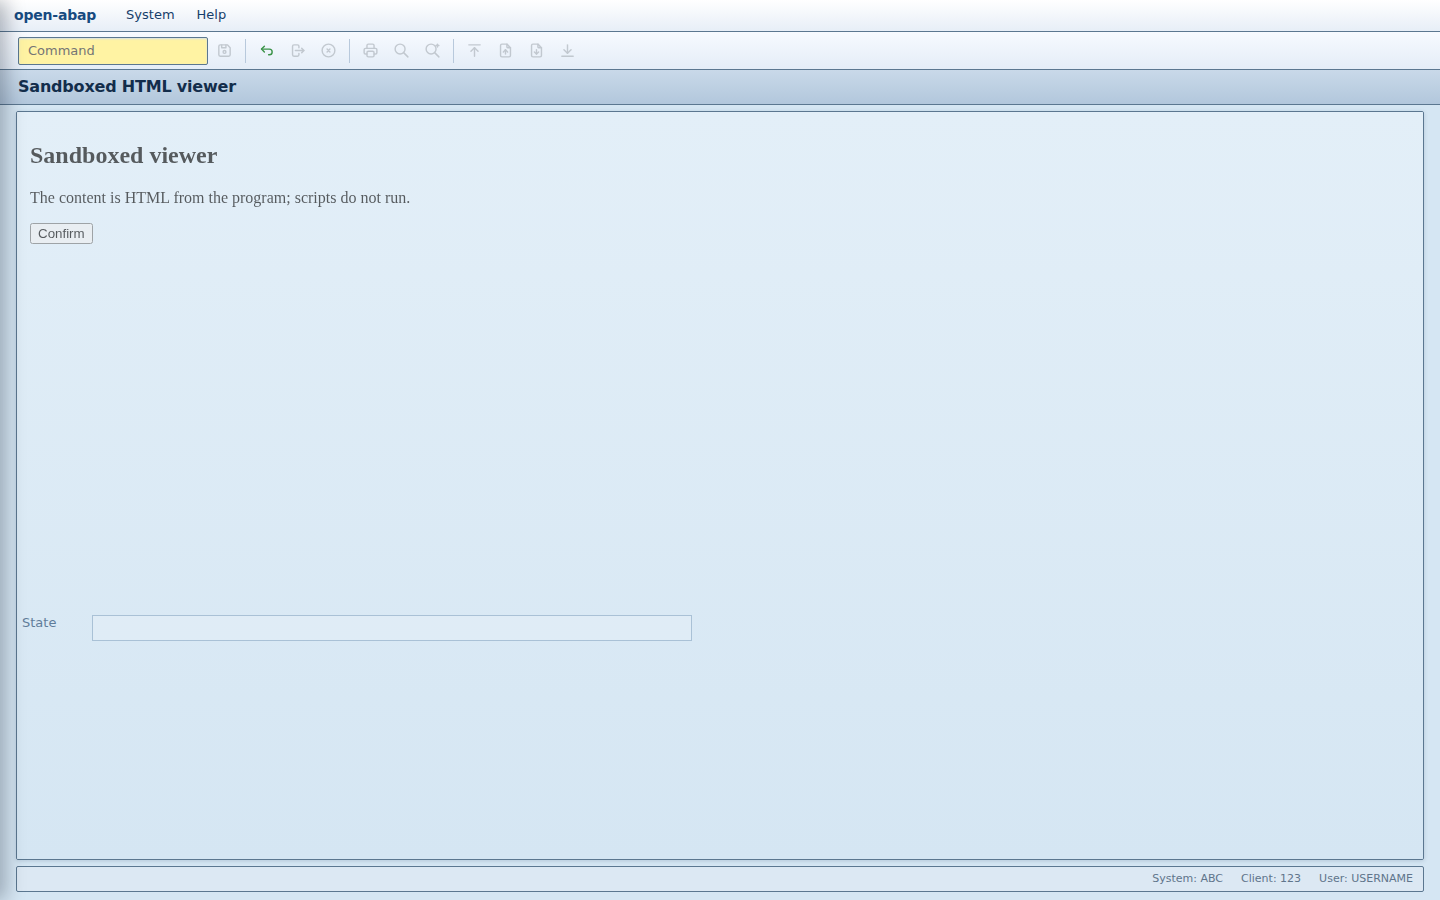 open-abap System Help
Command
Sandboxed HTML viewer
Sandboxed viewer
The content is HTML from the program; scripts do not run.
Confirm
State
System: ABC Client: 123 User: USERNAME